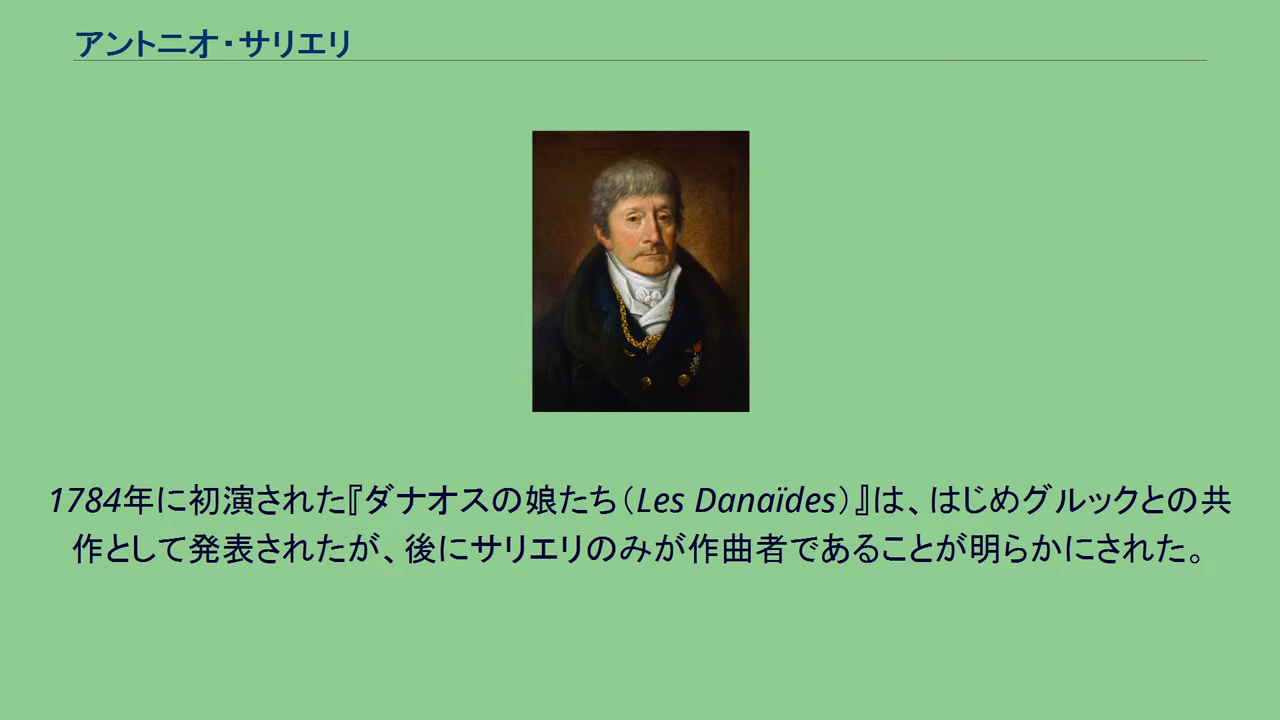 アントニオ・サリエリ
1784年に初演された『ダナオスの娘たち（Les Danaïdes）』は、はじめグルックとの共
作として発表されたが、後にサリエリのみが作曲者であることが明らかにされた。